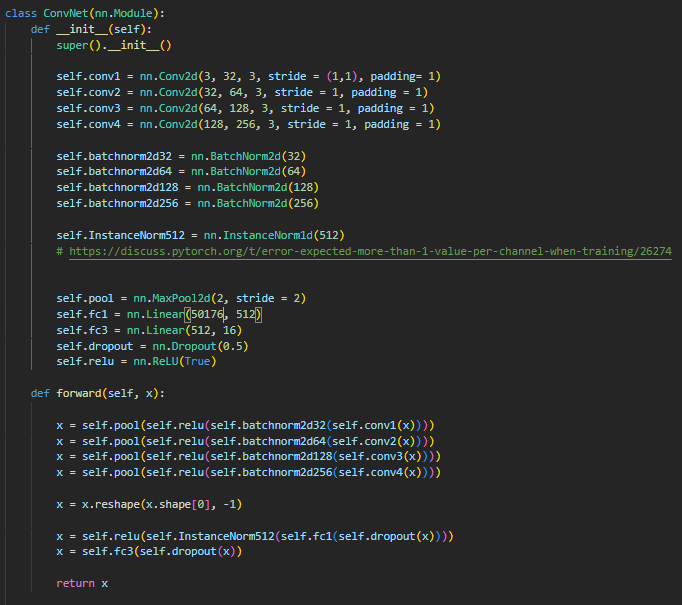 class ConvNet(nn.Module):
    def __init__(self):
        super().__init__()

        self.conv1 = nn.Conv2d(3, 32, 3, stride = (1,1), padding= 1)
        self.conv2 = nn.Conv2d(32, 64, 3, stride = 1, padding = 1)
        self.conv3 = nn.Conv2d(64, 128, 3, stride = 1, padding = 1)
        self.conv4 = nn.Conv2d(128, 256, 3, stride = 1, padding = 1)

        self.batchnorm2d32 = nn.BatchNorm2d(32)
        self.batchnorm2d64 = nn.BatchNorm2d(64)
        self.batchnorm2d128 = nn.BatchNorm2d(128)
        self.batchnorm2d256 = nn.BatchNorm2d(256)

        self.InstanceNorm512 = nn.InstanceNorm1d(512)
        # https://discuss.pytorch.org/t/error-expected-more-than-1-value-per-channel-when-training/26274


        self.pool = nn.MaxPool2d(2, stride = 2)
        self.fc1 = nn.Linear(50176, 512)
        self.fc3 = nn.Linear(512, 16)
        self.dropout = nn.Dropout(0.5)
        self.relu = nn.ReLU(True)

    def forward(self, x):

        x = self.pool(self.relu(self.batchnorm2d32(self.conv1(x))))
        x = self.pool(self.relu(self.batchnorm2d64(self.conv2(x))))
        x = self.pool(self.relu(self.batchnorm2d128(self.conv3(x))))
        x = self.pool(self.relu(self.batchnorm2d256(self.conv4(x))))

        x = x.reshape(x.shape[0], -1)

        x = self.relu(self.InstanceNorm512(self.fc1(self.dropout(x))))
        x = self.fc3(self.dropout(x))

        return x